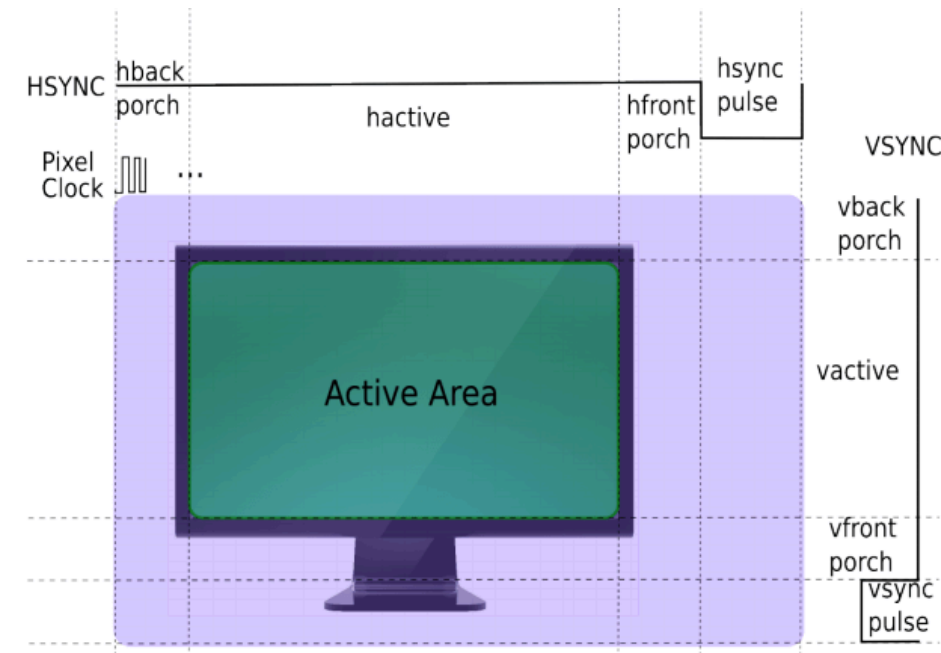 HSYNC
hback
porch
hactive
hfront
porch
hsync
pulse
VSYNC
Pixel
Clock
...
vback
porch
Active Area
vactive
vfront
porch
vsync
pulse